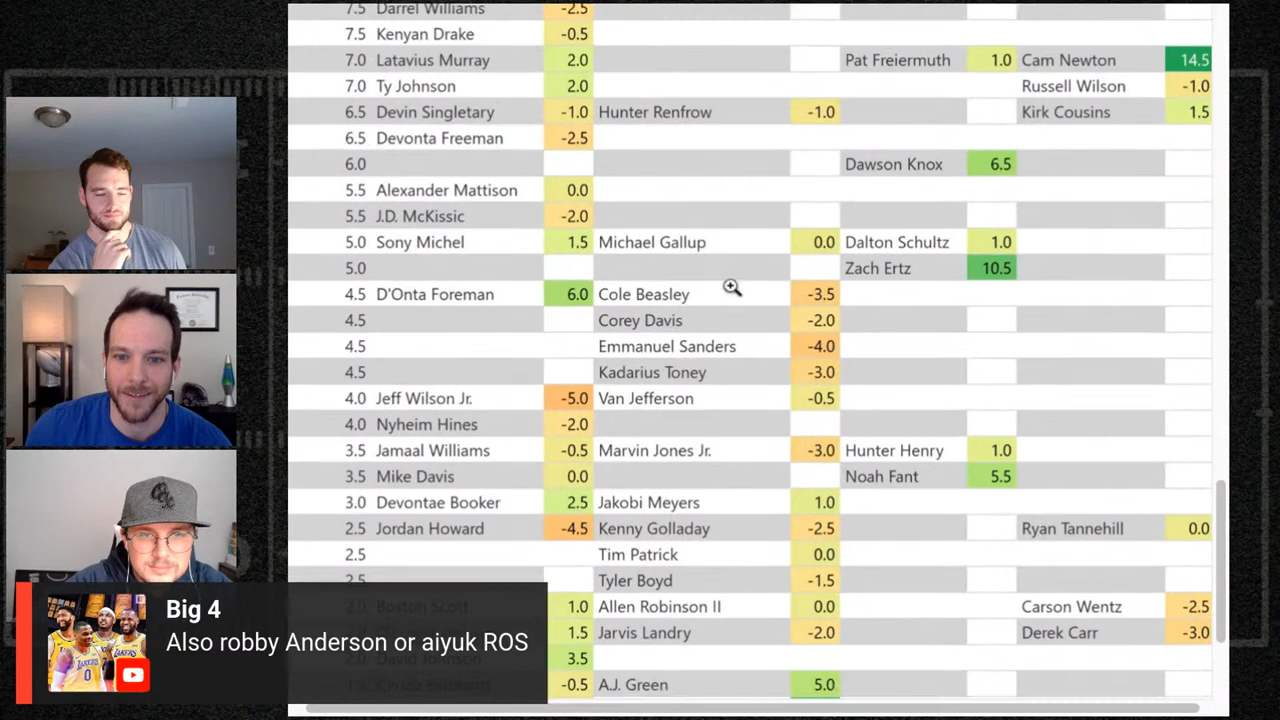 7.5 Darrel Williams -2.5
7.5 Kenyan Drake -0.5
7.0 Latavius Murray 2.0 Pat Freiermuth 1.0 Cam Newton 14.5
7.0 Ty Johnson 2.0 Russell Wilson -1.0
6.5 Devin Singletary -1.0 Hunter Renfrow -1.0 Kirk Cousins 1.5
6.5 Devonta Freeman -2.5
6.0 Dawson Knox 6.5
5.5 Alexander Mattison 0.0
5.5 J.D. McKissic -2.0
5.0 Sony Michel 1.5 Michael Gallup 0.0 Dalton Schultz 1.0
5.0 Zach Ertz 10.5
4.5 D'Onta Foreman 6.0 Cole Beasley -3.5
4.5 Corey Davis -2.0
4.5 Emmanuel Sanders -4.0
4.5 Kadarius Toney -3.0
4.0 Jeff Wilson Jr. -5.0 Van Jefferson -0.5
4.0 Nyheim Hines -2.0
3.5 Jamaal Williams -0.5 Marvin Jones Jr. -3.0 Hunter Henry 1.0
3.5 Mike Davis 0.0 Noah Fant 5.5
3.0 Devontae Booker 2.5 Jakobi Meyers 1.0
2.5 Jordan Howard -4.5 Kenny Golladay -2.5 Ryan Tannehill 0.0
2.5 Tim Patrick 0.0
2.5 Tyler Boyd -1.5
2.0 Boston Scott 1.0 Allen Robinson II 0.0 Carson Wentz -2.5
1.5 Jarvis Landry -2.0 Derek Carr -3.0
2.0 David Johnson 3.5
-0.5 A.J. Green 5.0
Big 4
Also robby Anderson or aiyuk ROS